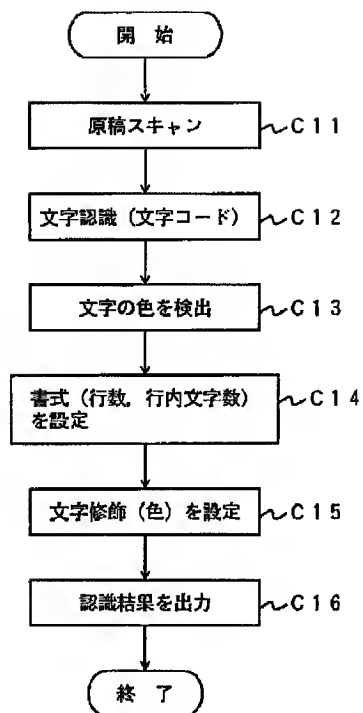 開 始
原稿スキャン C11
文字認識(文字コード) C12
文字の色を検出 C13
書式(行数,行内文字数)
を設定 C14
文字修飾(色)を設定 C15
認識結果を出力 C16
終 了